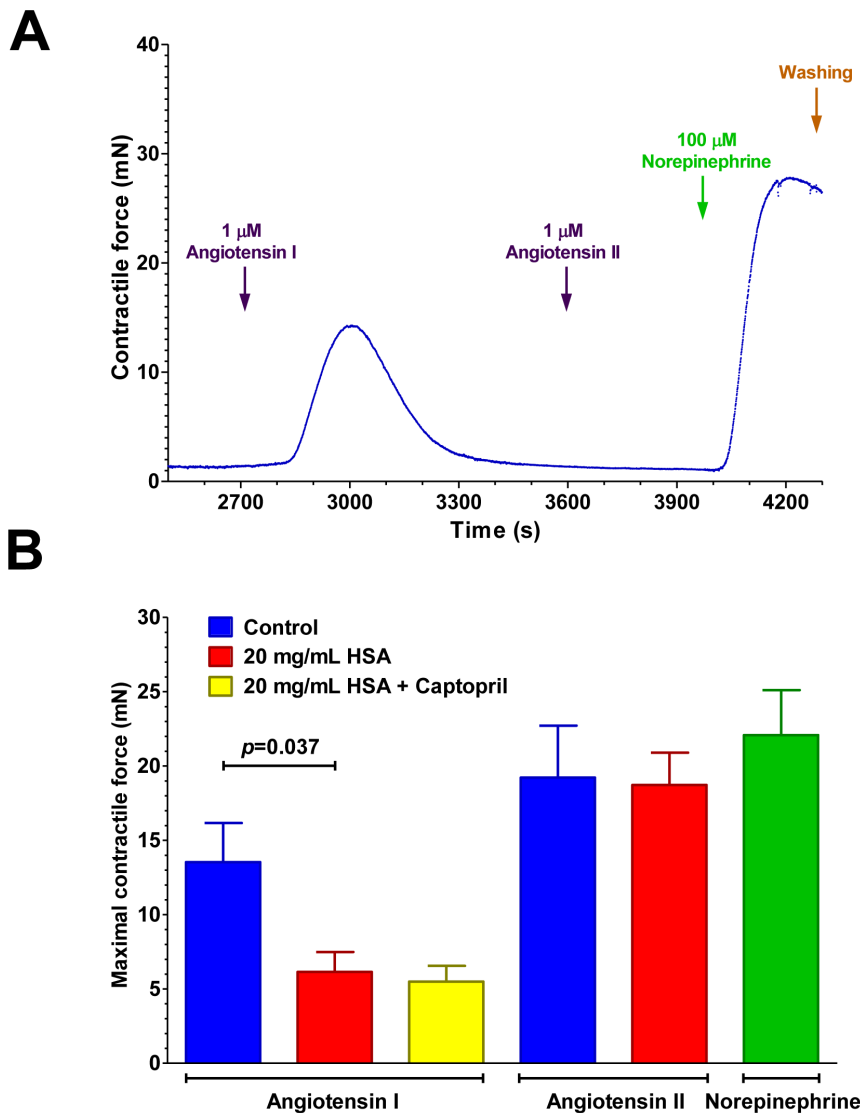 A
40
30
20
10
0
Contractile force (mN)
1 μM
Angiotensin I
1 μM
Angiotensin II
100 μM
Norepinephrine
Washing
2700 3000 3300 3600 3900 4200
Time (s)
B
30
25
20
15
10
5
0
Maximal contractile force (mN)
Control
20 mg/mL HSA
20 mg/mL HSA + Captopril
p=0.037
Angiotensin I Angiotensin II Norepinephrine